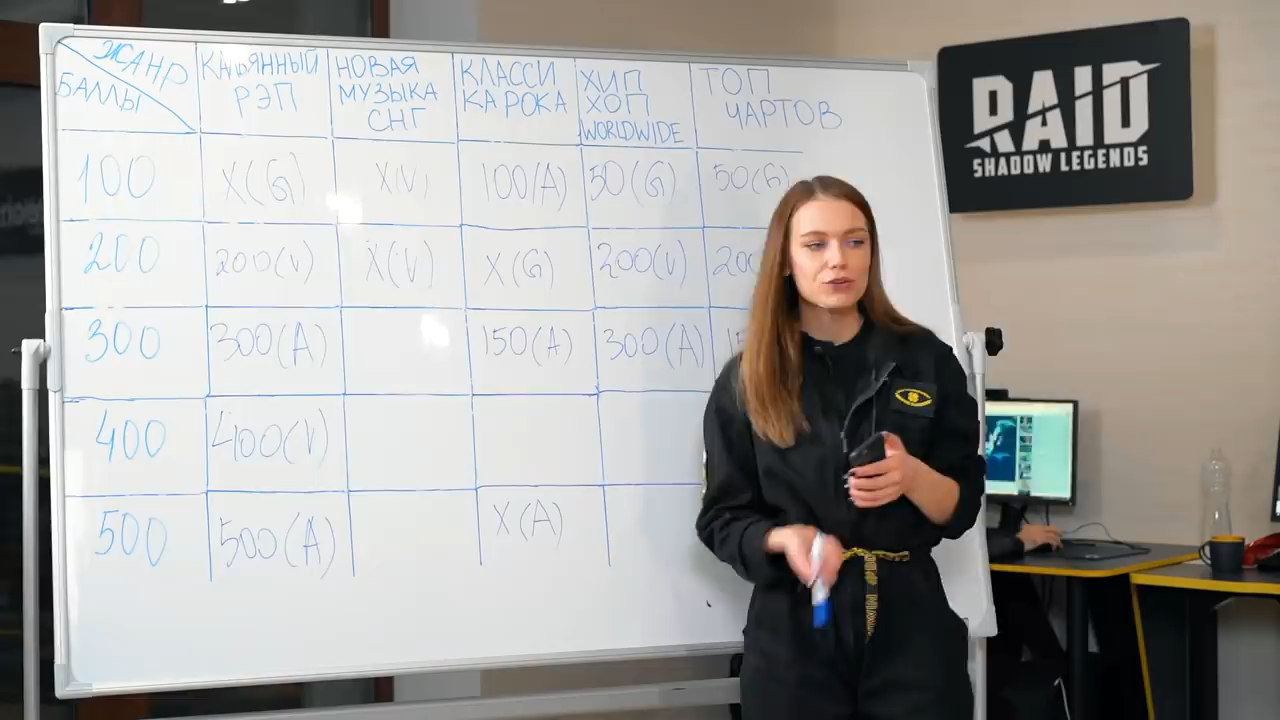 ЖАНР
БАЛЛЫ
КАЛЬЯННЫЙ
РЭП
НОВАЯ
МУЗЫКА
СНГ
КЛАССИ
КА РОКА
ХИП
ХОП
WORLDWIDE
ТОП
ЧАРТОВ
100 X(G) X(V) 100(A) 50(G) 50(G)
200 200(V) X(V) X(G) 200(V)
300 300(A) 150(A) 300(A)
400 400(V)
500 500(A) X(A)
RAID
SHADOW LEGENDS